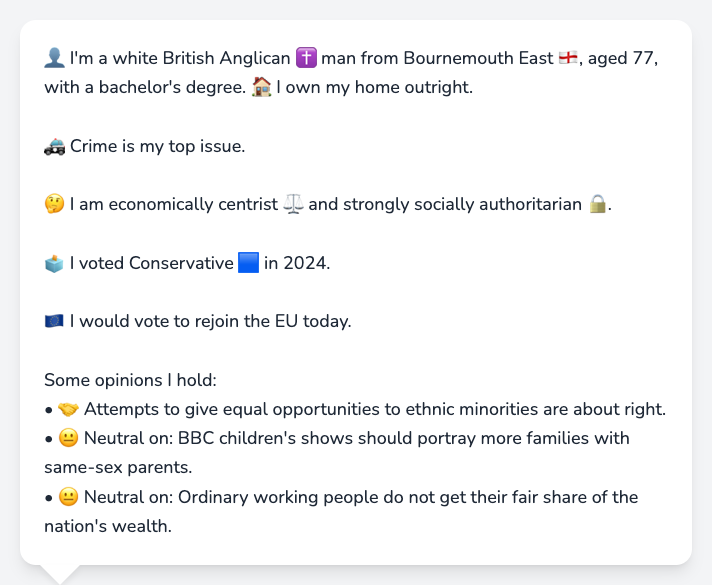 👤 I'm a white British Anglican ✝️ man from Bournemouth East 🏴󠁧󠁢󠁥󠁮󠁧󠁿, aged 77,
with a bachelor's degree. 🏠 I own my home outright.
🚓 Crime is my top issue.
🤔 I am economically centrist ⚖️ and strongly socially authoritarian 🔒.
🗳️ I voted Conservative 🟦 in 2024.
🇪🇺 I would vote to rejoin the EU today.
Some opinions I hold:
• 🤝 Attempts to give equal opportunities to ethnic minorities are about right.
• 😐 Neutral on: BBC children's shows should portray more families with
same-sex parents.
• 😐 Neutral on: Ordinary working people do not get their fair share of the
nation's wealth.